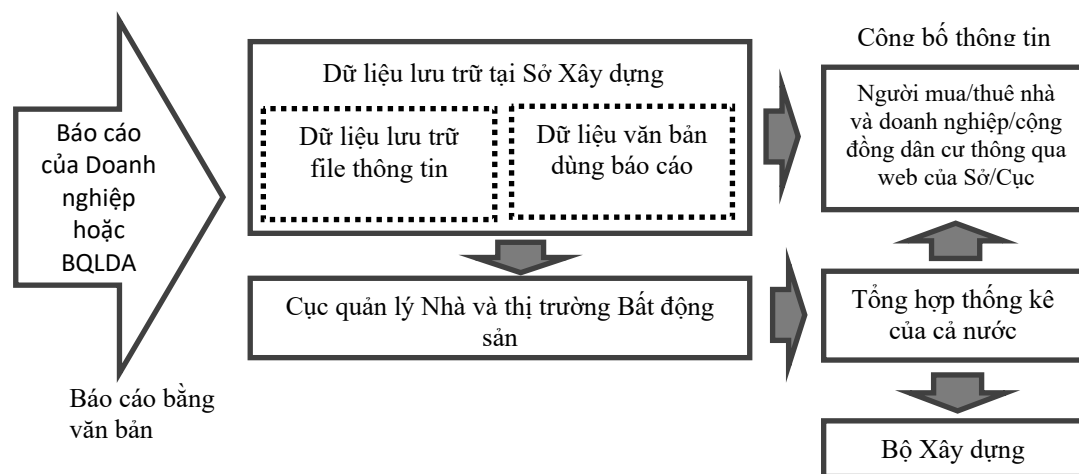 Báo cáo
của Doanh
nghiệp
hoặc
BQLDA
Báo cáo bằng
văn bản
Dữ liệu lưu trữ tại Sở Xây dựng
Dữ liệu lưu trữ
file thông tin
Dữ liệu văn bản
dùng báo cáo
Công bố thông tin
Người mua/thuê nhà
và doanh nghiệp/cộng
đồng dân cư thông qua
web của Sở/Cục
Cục quản lý Nhà và thị trường Bất động
sản
Tổng hợp thống kê
của cả nước
Bộ Xây dựng